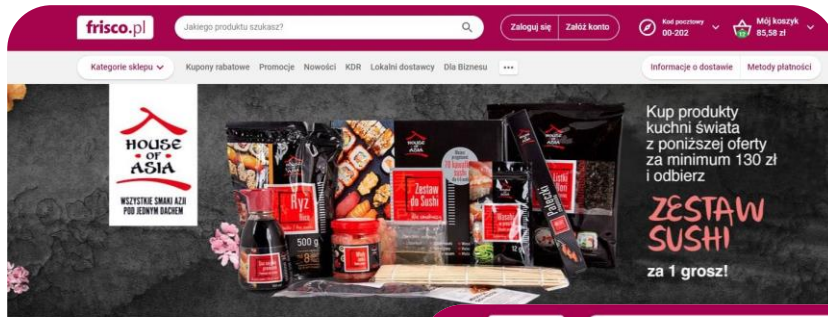 frisco.pl
Jakiego produktu szukasz?
Zaloguj się
Załóż konto
Kod pocztowy
00-202
Mój koszyk
85,58 zł
Kategorie sklepu
Kupony rabatowe
Promocje
Nowości
KDR
Lokalni dostawcy
Dla Biznesu
Informacje o dostawie
Metody płatności
HOUSE
OF
ASIA
WSZYSTKIE SMAKI AZJI
POD JEDNYM DACHEM
Ryż
500 g
Zestaw
do Sushi
Wasabi
Pałeczki
Kup produkty
kuchni świata
z poniższej oferty
za minimum 130 zł
i odbierz
ZESTAW
SUSHI
za 1 grosz!